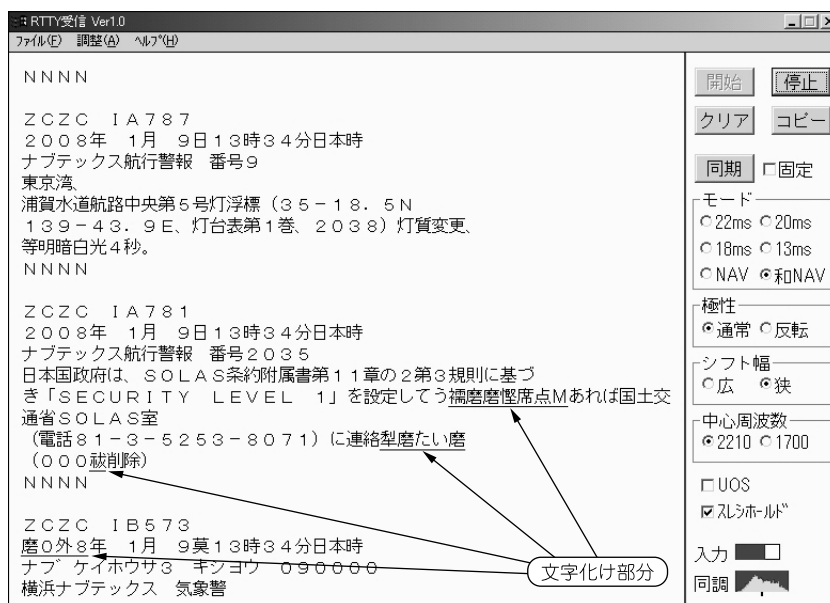 RTTY受信 Ver1.0
ファイル(F) 調整(A) ヘルプ(H)
NNNN
ZCZC IA787
2008年 1月 9日13時34分日本時
ナブテックス航行警報 番号9
東京湾、
浦賀水道航路中央第5号灯浮標(35-18.5N
139-43.9E、灯台表第1巻、2038)灯質変更、
等明暗白光4秒。
NNNN
ZCZC IA781
2008年 1月 9日13時34分日本時
ナブテックス航行警報 番号2035
日本国政府は、SOLAS条約附属書第11章の2第3規則に基づ
き「SECURITY LEVEL 1」を設定してう襦磨磨慳席点Mあれば国土交
通省SOLAS室
(電話81-3-5253-8071)に連絡犁磨たい磨
(000祓削除)
NNNN
ZCZC IB573
磨0外8年 1月 9莫13時34分日本時
ナブ ケイホウサ3 キショウ 090000
横浜ナブテックス 気象警
文字化け部分
開始 停止
クリア コピー
同期 固定
モード
22ms 20ms
18ms 13ms
NAV 和NAV
極性
通常 反転
シフト幅
広 狭
中心周波数
2210 1700
UOS
スレシホールド
入力
同調